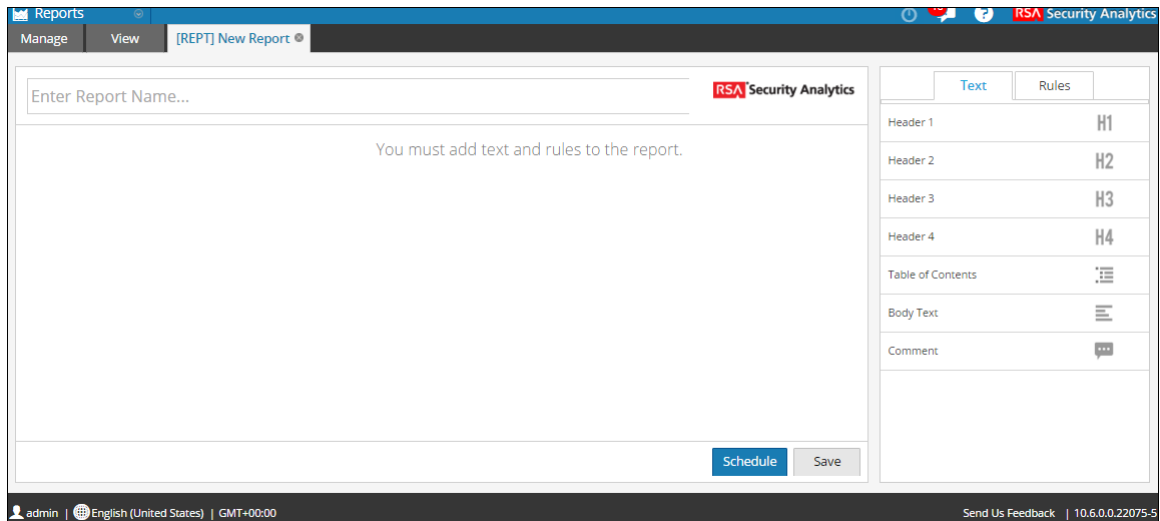 Reports
RSA Security Analytics
Manage View [REPT] New Report
Enter Report Name...
RSA Security Analytics
Text Rules
You must add text and rules to the report.
Header 1 H1
Header 2 H2
Header 3 H3
Header 4 H4
Table of Contents
Body Text
Comment
Schedule Save
admin | English (United States) | GMT+00:00
Send Us Feedback | 10.6.0.0.22075-5